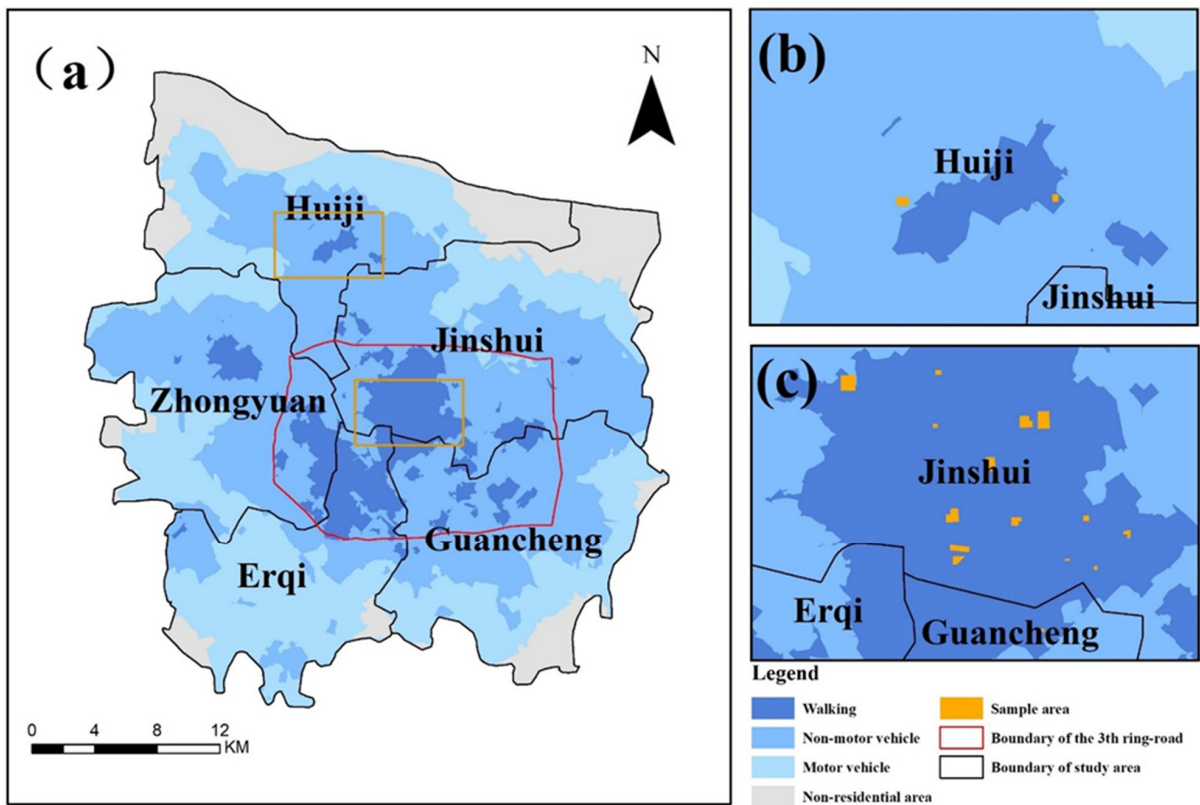 （a）
N
Huiji
Jinshui
Zhongyuan
Guancheng
Erqi
0 4 8 12
KM
(b)
Huiji
Jinshui
(c)
Jinshui
Erqi
Guancheng
Legend
Walking
Non-motor vehicle
Motor vehicle
Non-residential area
Sample area
Boundary of the 3th ring-road
Boundary of study area